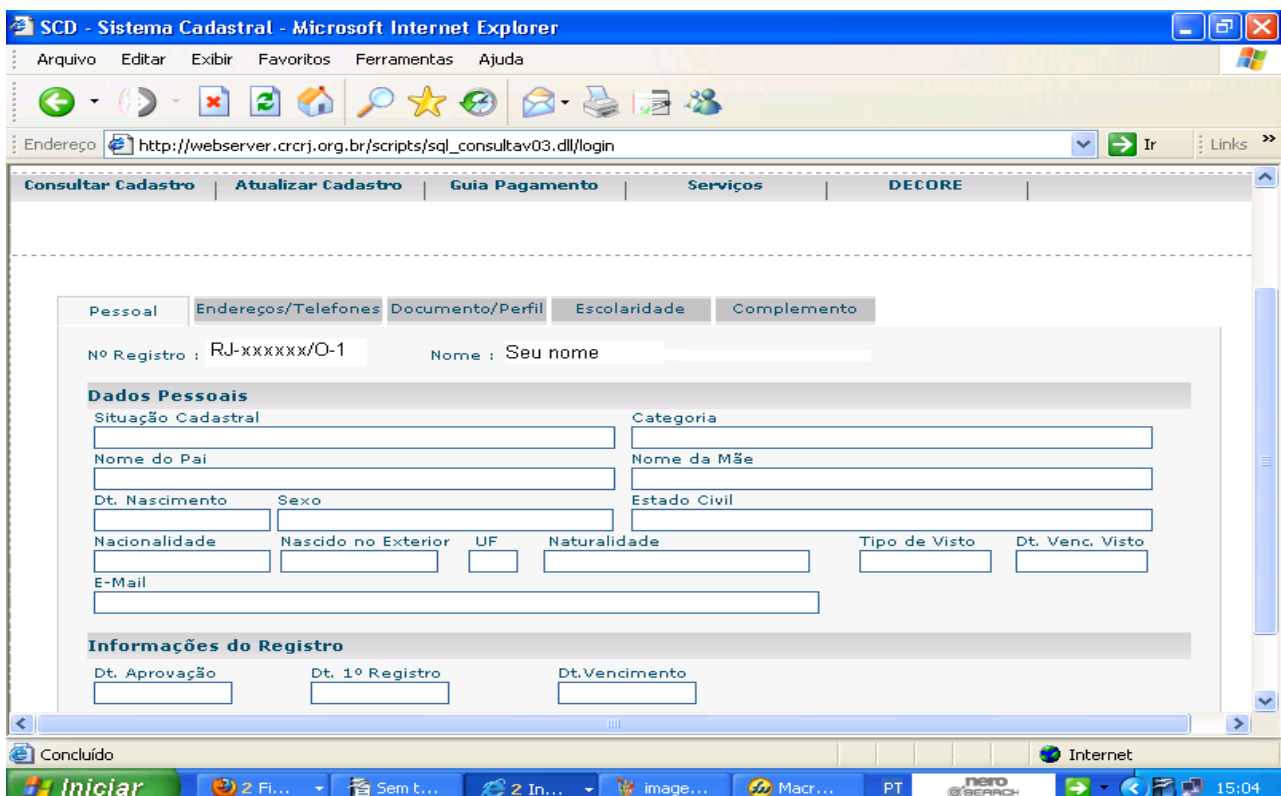 SCD - Sistema Cadastral - Microsoft Internet Explorer
Arquivo Editar Exibir Favoritos Ferramentas Ajuda
Endereço http://webserver.crcrj.org.br/scripts/sql_consultav03.dll/login Ir Links »
Consultar Cadastro | Atualizar Cadastro | Guia Pagamento | Serviços | DECORE |
Pessoal Endereços/Telefones Documento/Perfil Escolaridade Complemento
Nº Registro : RJ-xxxxxx/O-1 Nome : Seu nome
Dados Pessoais
Situação Cadastral Categoria
Nome do Pai Nome da Mãe
Dt. Nascimento Sexo Estado Civil
Nacionalidade Nascido no Exterior UF Naturalidade Tipo de Visto Dt. Venc. Visto
E-Mail
Informações do Registro
Dt. Aprovação Dt. 1º Registro Dt.Vencimento
Concluído Internet
Iniciar 2 Fi... Sem t... 2 In... image... Macr... PT nero SEARCH 15:04